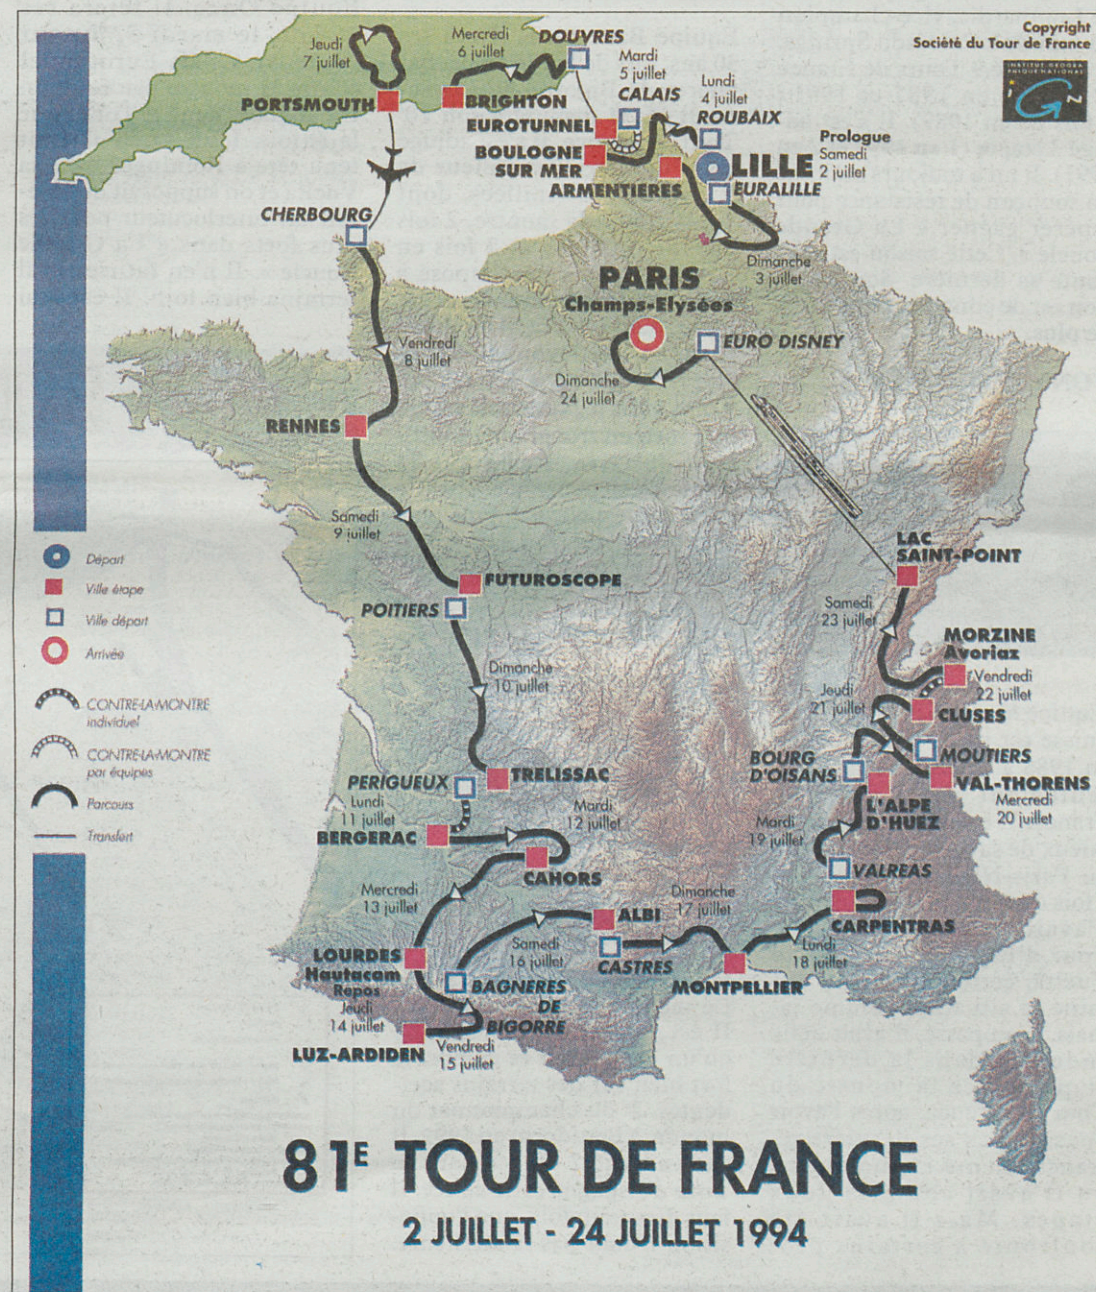 Copyright
Société du Tour de France
INSTITUT GEOGRA
PHIQUE NATIONAL
i
Z
Jeudi
7 juillet
Mercredi
6 juillet
DOUVRES
Mardi
5 juillet
CALAIS
Lundi
4 juillet
ROUBAIX
PORTSMOUTH
BRIGHTON
EUROTUNNEL
BOULOGNE
SUR MER
ARMENTIERES
Prologue
Samedi
2 juillet
LILLE
EURALILLE
CHERBOURG
Dimanche
3 juillet
PARIS
Champs-Elysées
EURO DISNEY
Vendredi
8 juillet
Dimanche
24 juillet
RENNES
Samedi
9 juillet
LAC
SAINT-POINT
FUTUROSCOPE
POITIERS
Samedi
23 juillet
MORZINE
Avoriaz
Dimanche
10 juillet
Vendredi
22 juillet
Jeudi
21 juillet
CLUSES
MOUTIERS
BOURG
D'OISANS
VAL-THORENS
Mercredi
20 juillet
TRELISSAC
PERIGUEUX
Lundi
11 juillet
Mardi
12 juillet
L'ALPE
D'HUEZ
BERGERAC
Mardi
19 juillet
CAHORS
VALREAS
Mercredi
13 juillet
Dimanche
17 juillet
CARPENTRAS
ALBI
Samedi
16 juillet
CASTRES
Lundi
18 juillet
LOURDES
Hautacam
Repos
Jeudi
14 juillet
BAGNERES
DE
BIGORRE
MONTPELLIER
LUZ-ARDIDEN
Vendredi
15 juillet
Départ
Ville étape
Ville départ
Arrivée
CONTRE-LA-MONTRE
individuel
CONTRE-LA-MONTRE
par équipes
Parcours
Transfert
81E TOUR DE FRANCE
2 JUILLET - 24 JUILLET 1994